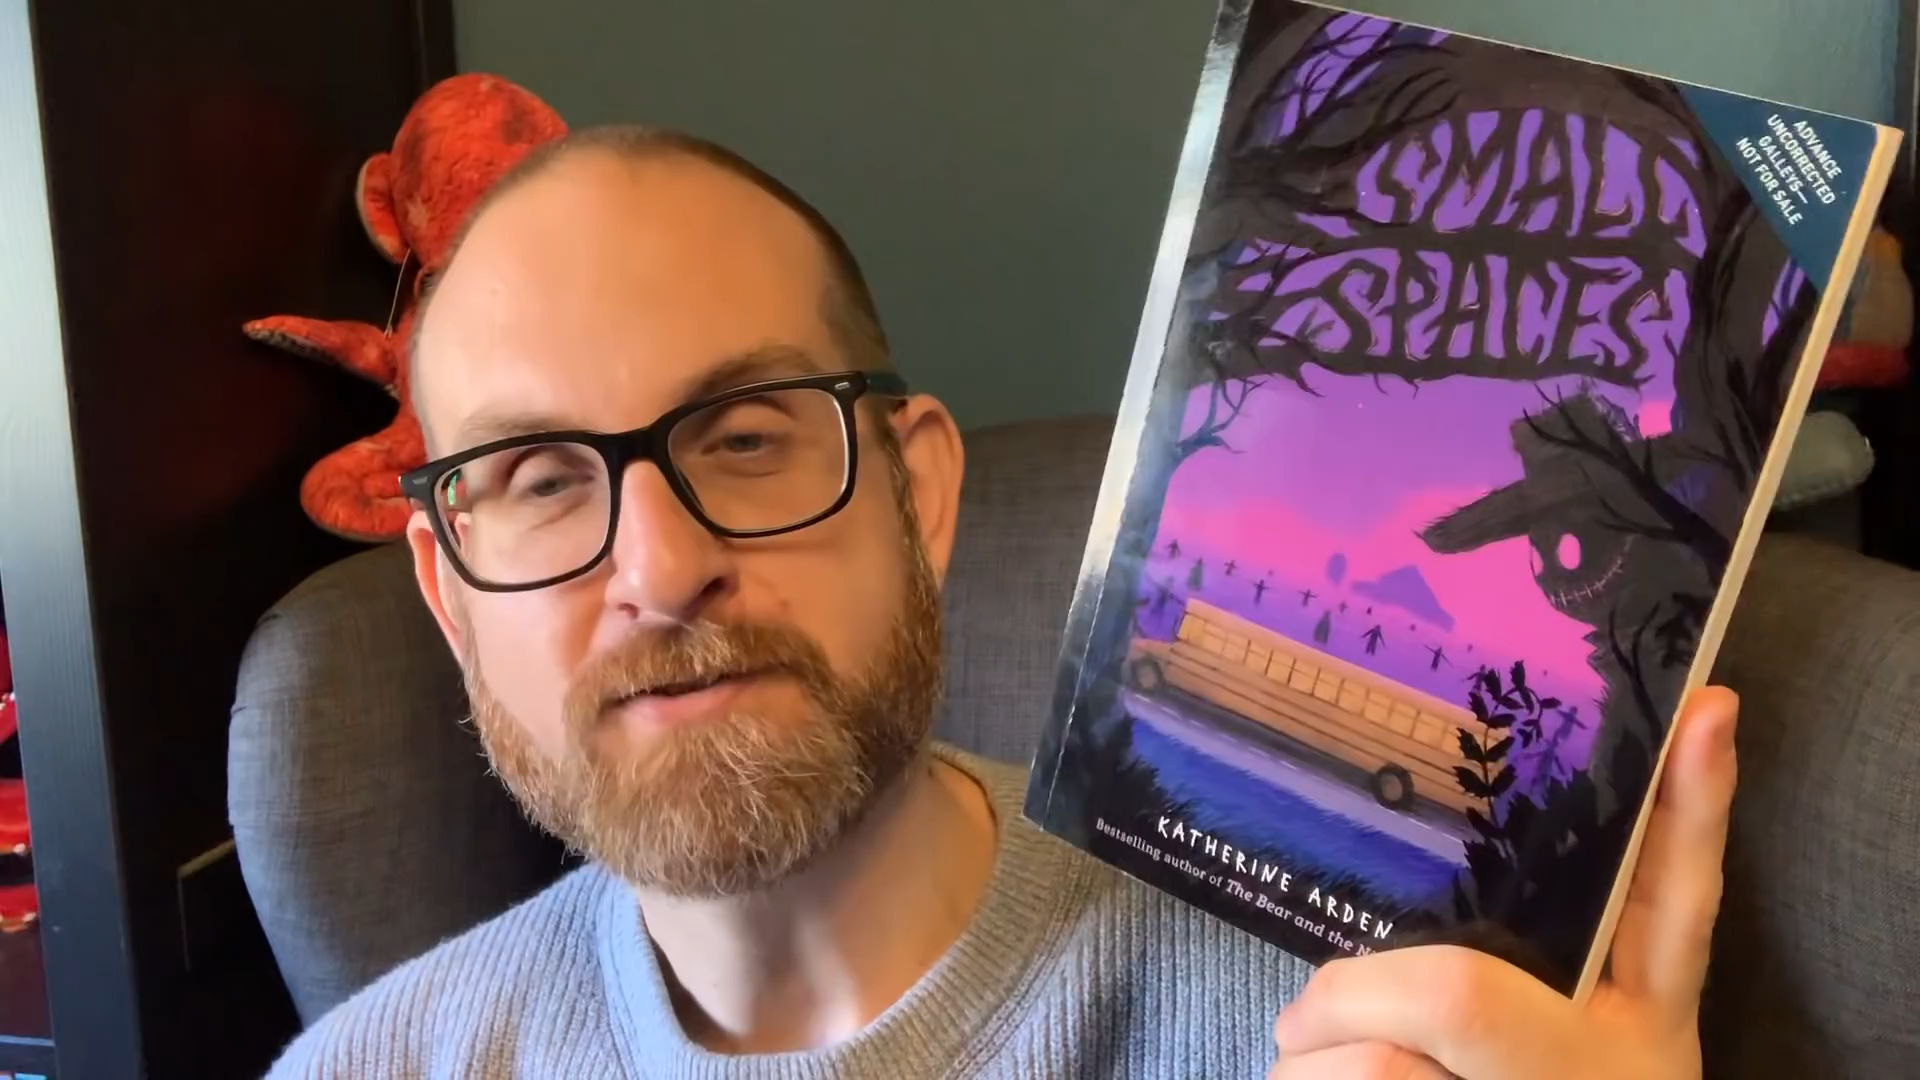 SMALL
SPACES
ADVANCE
UNCORRECTED
GALLEYS—
NOT FOR SALE
KATHERINE ARDEN
Bestselling author of The Bear and the